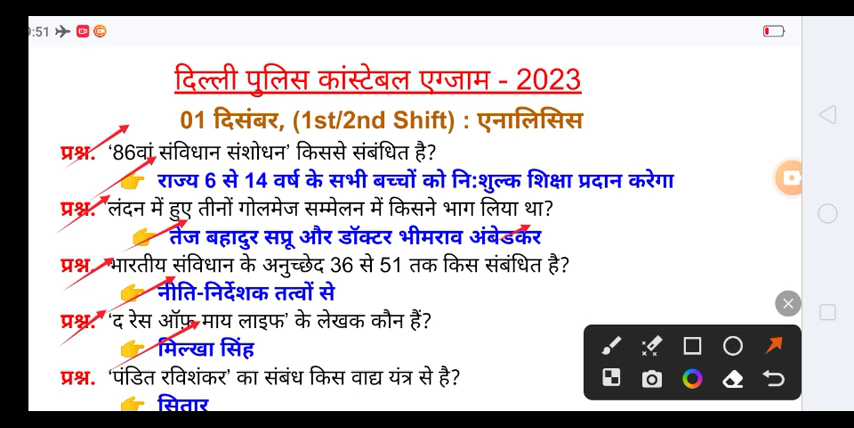 :51
दिल्ली पुलिस कांस्टेबल एग्जाम - 2023
01 दिसंबर, (1st/2nd Shift) : एनालिसिस
प्रश्न. ‘86वां संविधान संशोधन’ किससे संबंधित है?
राज्य 6 से 14 वर्ष के सभी बच्चों को नि:शुल्क शिक्षा प्रदान करेगा
प्रश्न. लंदन में हुए तीनों गोलमेज सम्मेलन में किसने भाग लिया था?
तेज बहादुर सप्रू और डॉक्टर भीमराव अंबेडकर
प्रश्न. भारतीय संविधान के अनुच्छेद 36 से 51 तक किस संबंधित है?
नीति-निर्देशक तत्वों से
प्रश्न. ‘द रेस ऑफ़ माय लाइफ’ के लेखक कौन हैं?
मिल्खा सिंह
प्रश्न. ‘पंडित रविशंकर’ का संबंध किस वाद्य यंत्र से है?
सितार